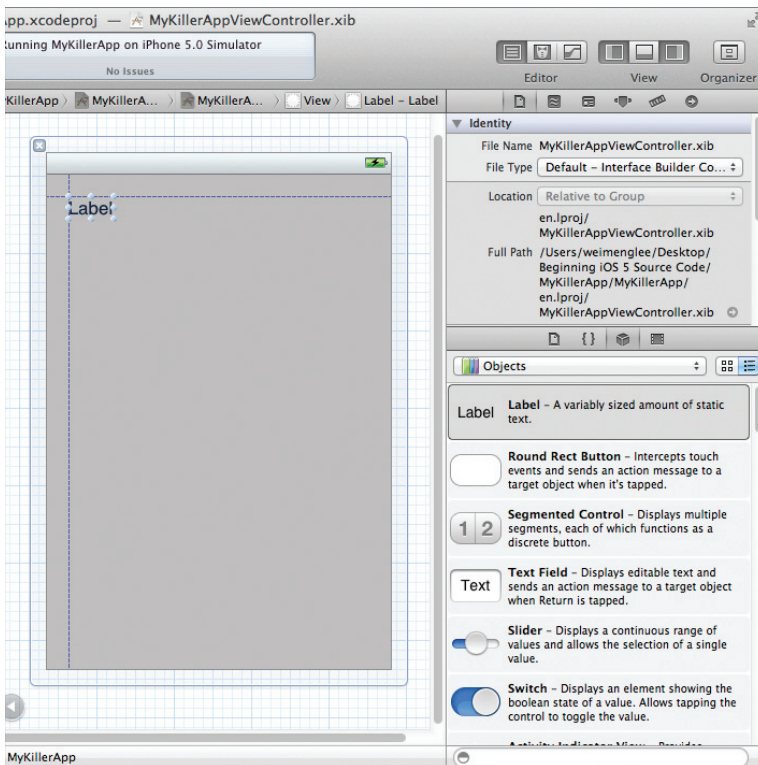 App.xcodeproj — MyKillerAppViewController.xib
Running MyKillerApp on iPhone 5.0 Simulator
No Issues
Editor
View
Organizer
KillerApp
MyKillerA...
MyKillerA...
View
Label – Label
Label
Identity
File Name MyKillerAppViewController.xib
File Type Default – Interface Builder Co...
Location Relative to Group
en.lproj/
MyKillerAppViewController.xib
Full Path /Users/weimenglee/Desktop/
Beginning iOS 5 Source Code/
MyKillerApp/MyKillerApp/
en.lproj/
MyKillerAppViewController.xib
{}
Objects
Label
Label – A variably sized amount of static
text.
Round Rect Button – Intercepts touch
events and sends an action message to a
target object when it's tapped.
1 2
Segmented Control – Displays multiple
segments, each of which functions as a
discrete button.
Text
Text Field – Displays editable text and
sends an action message to a target object
when Return is tapped.
Slider – Displays a continuous range of
values and allows the selection of a single
value.
Switch – Displays an element showing the
boolean state of a value. Allows tapping the
control to toggle the value.
Activity Indicator View – Provides
MyKillerApp